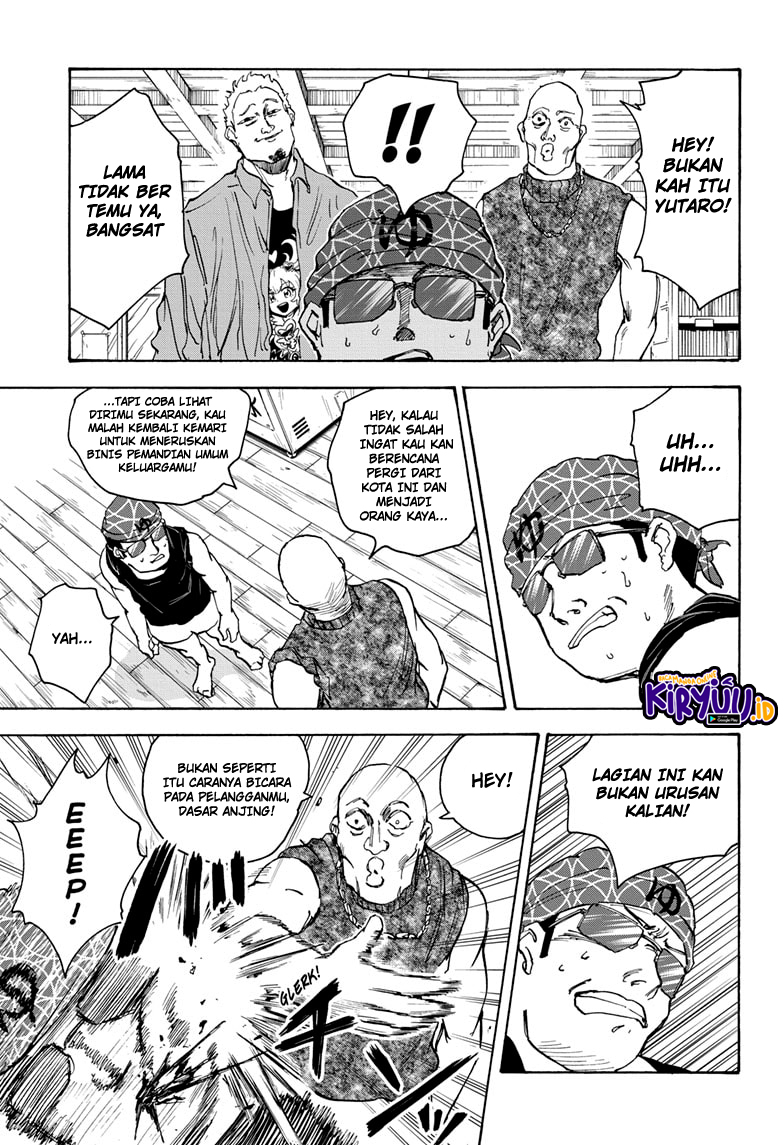 HEY!
BUKAN
KAH ITU
YUTARO!
!!
LAMA
TIDAK BER
TEMU YA,
BANGSAT
UH...
UHH...
HEY, KALAU
TIDAK SALAH
INGAT KAU KAN
BERENCANA
PERGI DARI
KOTA INI DAN
MENJADI
ORANG KAYA...
...TAPI COBA LIHAT
DIRIMU SEKARANG, KAU
MALAH KEMBALI KEMARI
UNTUK MENERUSKAN
BINIS PEMANDIAN UMUM
KELUARGAMU!
YAH...
KIRYUU.ID
Google Play
LAGIAN INI KAN
BUKAN URUSAN
KALIAN!
HEY!
BUKAN SEPERTI
ITU CARANYA BICARA
PADA PELANGGANMU,
DASAR ANJING!
GLERK!
EEEP!